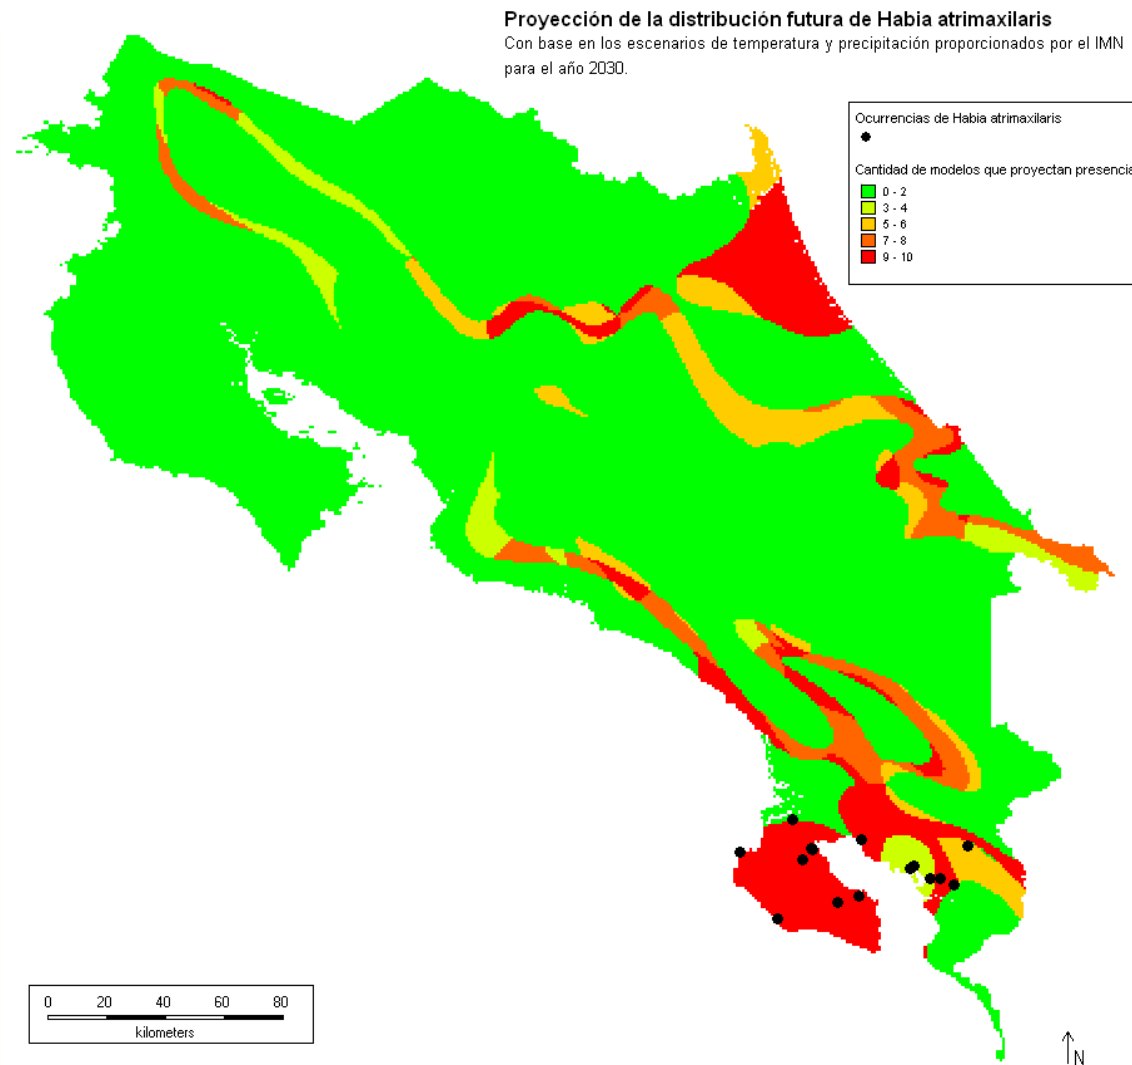 Proyección de la distribución futura de Habia atrimaxilaris
Con base en los escenarios de temperatura y precipitación proporcionados por el IMN
para el año 2030.
Ocurrencias de Habia atrimaxilaris
Cantidad de modelos que proyectan presencia
0 - 2
3 - 4
5 - 6
7 - 8
9 - 10
0 20 40 60 80
kilometers
N